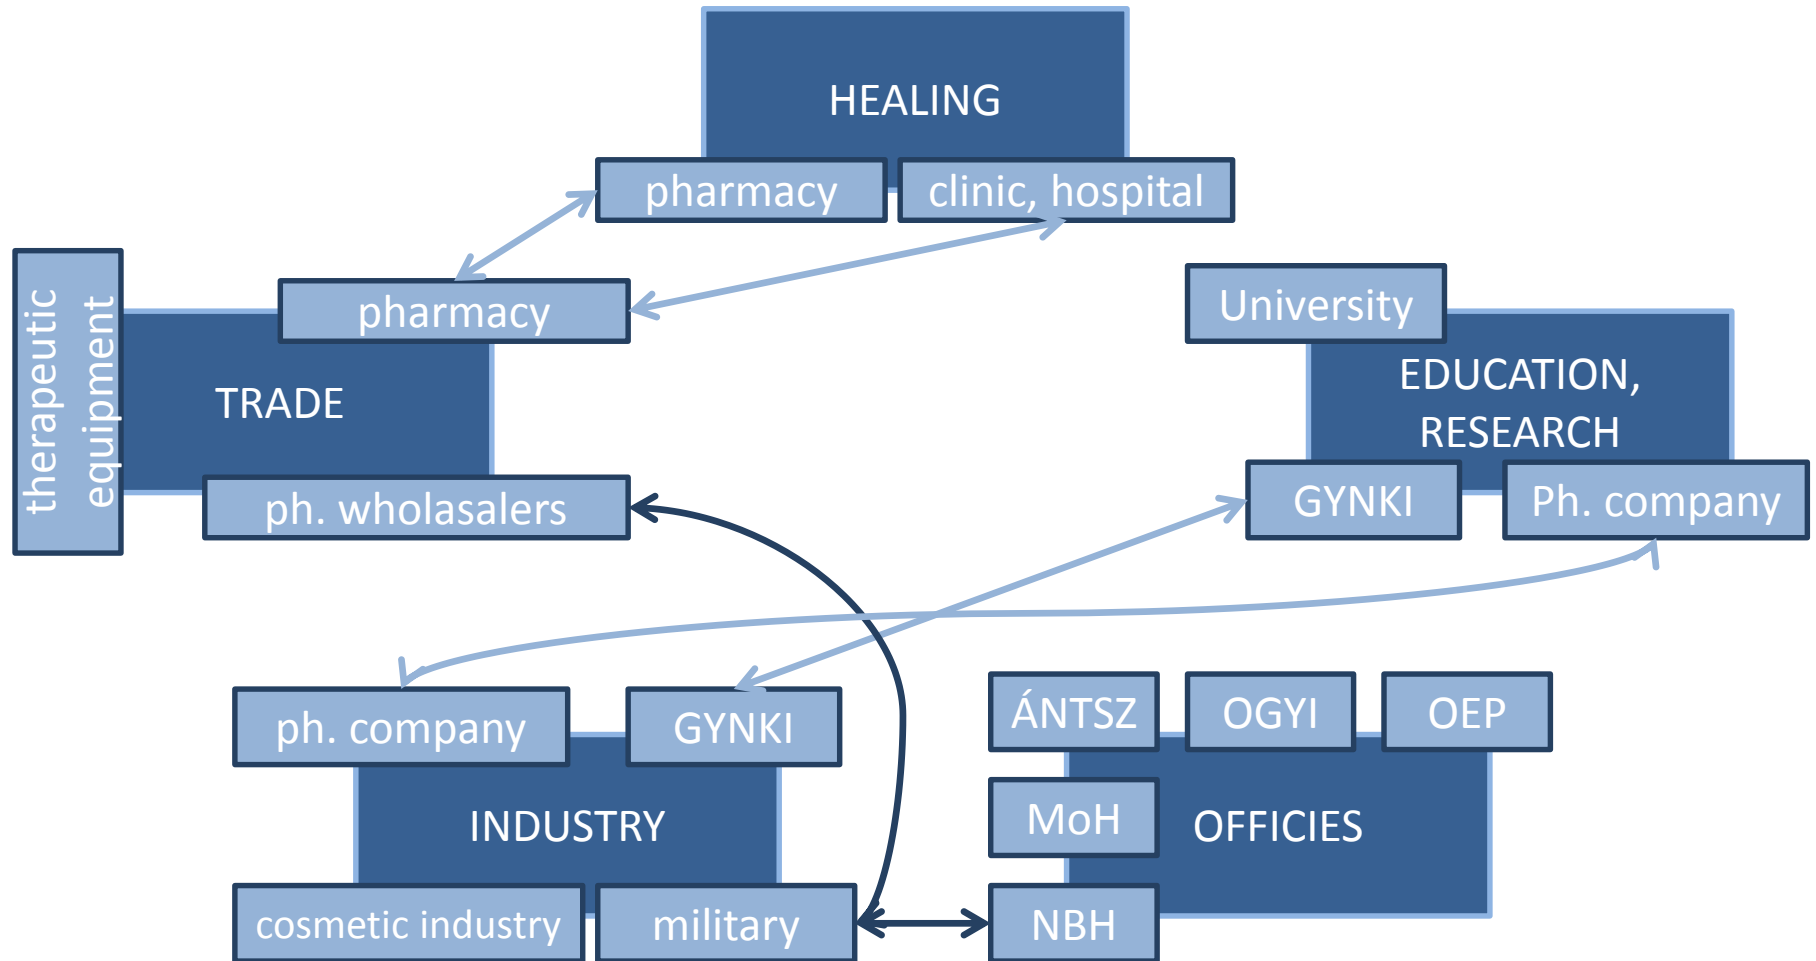 HEALING
pharmacy
clinic, hospital
therapeutic
equipment
pharmacy
TRADE
ph. wholasalers
University
EDUCATION,
RESEARCH
GYNKI
Ph. company
ph. company
GYNKI
INDUSTRY
cosmetic industry
military
ÁNTSZ
OGYI
OEP
MoH
OFFICIES
NBH